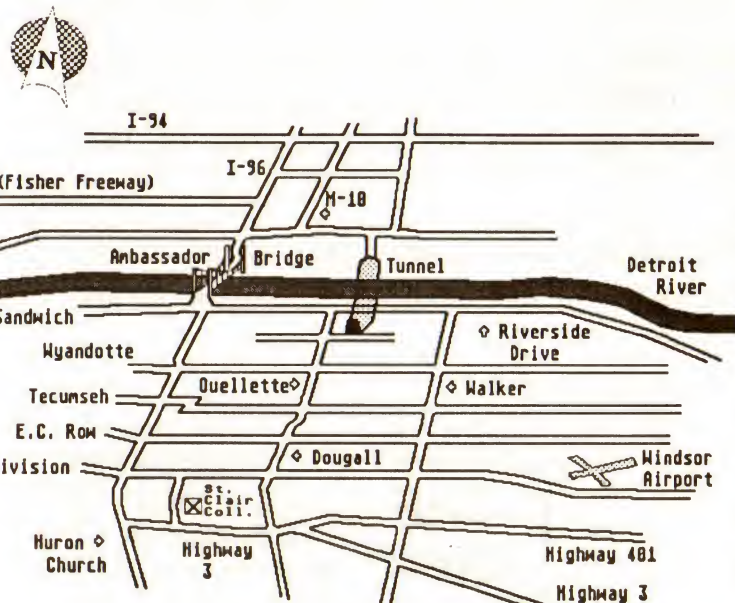 N
I-94
I-96
(Fisher Freeway)
M-10
Ambassador Bridge
Tunnel
Detroit
River
Sandwich
Riverside
Drive
Wyandotte
Ouellette
Walker
Tecumseh
E.C. Row
Dougall
ivision
Windsor
Airport
St.
Clair
Coll.
Huron
Church
Highway
3
Highway 401
Highway 3